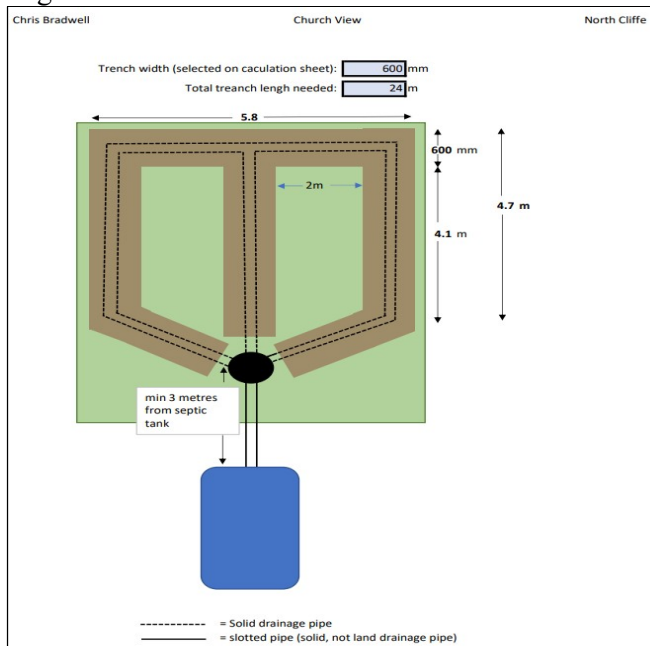 Chris Bradwell Church View North Cliffe
Trench width (selected on caculation sheet): 600 mm
Total treanch lengh needed: 24 m
5.8
600 mm
2m
4.7 m
4.1 m
min 3 metres
from septic
tank
= Solid drainage pipe
= slotted pipe (solid, not land drainage pipe)